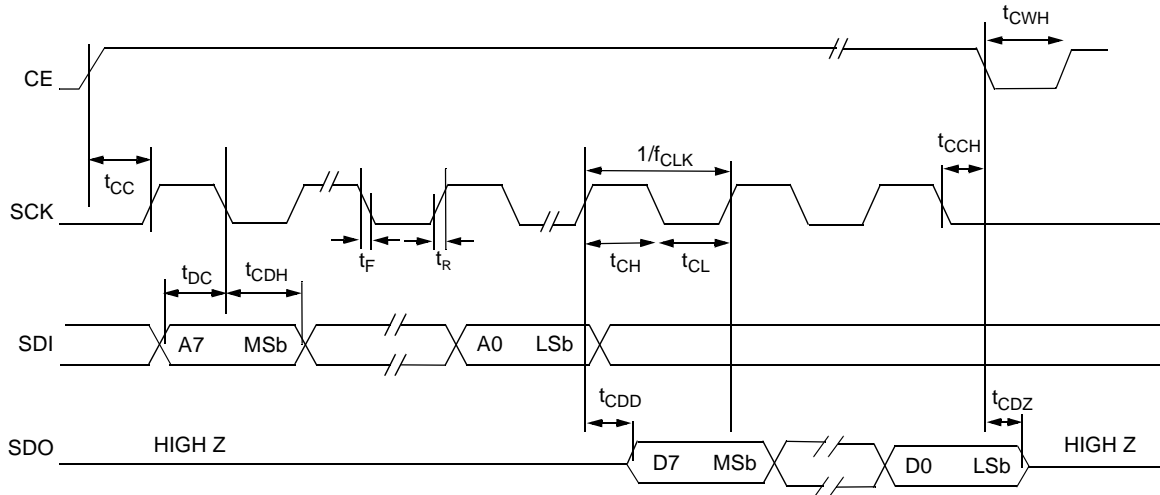 tCWH
CE
1/fCLK
tCCH
tCC
SCK
tF
tR
tCH
tCL
tDC
tCDH
SDI
A7 MSb
A0 LSb
tCDD
tCDZ
SDO
HIGH Z
D7 MSb
D0 LSb
HIGH Z